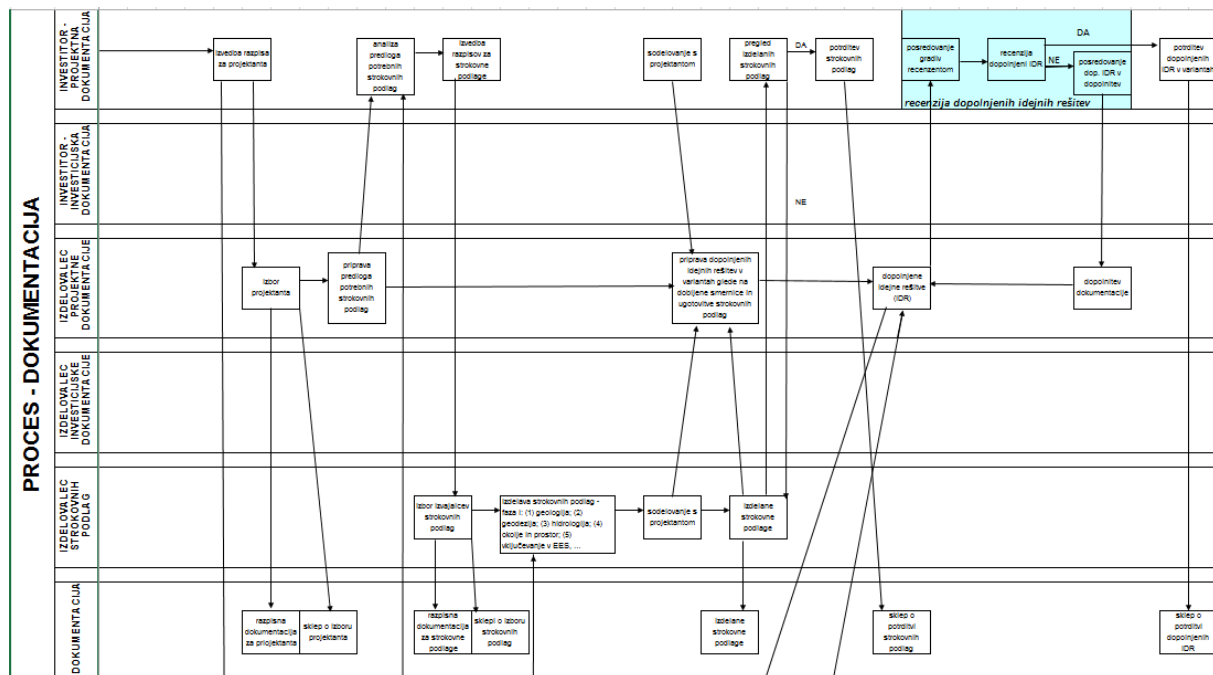 PROCES - DOKUMENTACIJA
INVESTITOR -
PROJEKTNA
DOKUMENTACIJA
izvedba razpisa
za projektanta
analiza
predloga
potrebnih
strokovnih
podlag
izvedba
razpisov za
strokovne
podlage
sodelovanje s
projektantom
pregled
izdelanih
strokovnih
podlag
DA
potrditev
strokovnih
podlag
posredovanje
gradiv
recenzentom
recenzija
dopolnjeni IDR
DA
NE
posredovanje
dop. IDR v
dopolnitev
potrditev
dopolnjenih
IDR v variantah
recenzija dopolnjenih idejnih rešitev
INVESTITOR -
INVESTICIJSKA
DOKUMENTACIJA
NE
IZDELOVALEC
PROJEKTNE
DOKUMENTACIJE
izbor
projektanta
priprava
predloga
potrebnih
strokovnih
podlag
priprava dopolnjenih
idejnih rešitev v
variantah glede na
dobljene smernice in
ugotovitve strokovnih
podlag
dopolnjene
idejne rešitve
(IDR)
dopolnitev
dokumentacije
IZDELOVALEC
INVESTICIJSKE
DOKUMENTACIJE
IZDELOVALEC
STROKOVNIH
PODLAG
izbor izvajalcev
strokovnih
podlag
izdelava strokovnih podlag -
faza I: (1) geologija; (2)
geodezija; (3) hidrologija; (4)
okolje in prostor; (5)
vključevanje v EES, ...
sodelovanje s
projektantom
izdelane
strokovne
podlage
DOKUMENTACIJA
razpisna
dokumentacija
za priojektanta
sklep o izboru
projektanta
razpisna
dokumentacija
za strokovne
podlage
sklepi o izboru
strokovnih
podlag
izdelane
strokovne
podlage
sklep o
potrditvi
strokovnih
podlag
sklep o
potrditvi
dopolnjenih
IDR